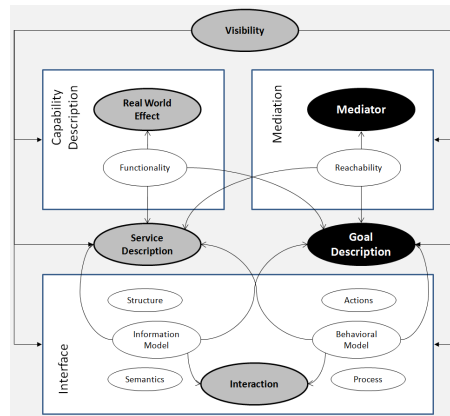 Visibility
Capability
Description
Real World
Effect
Functionality
Mediation
Mediator
Reachability
Service
Description
Goal
Description
Interface
Structure
Actions
Information
Model
Behavioral
Model
Semantics
Interaction
Process